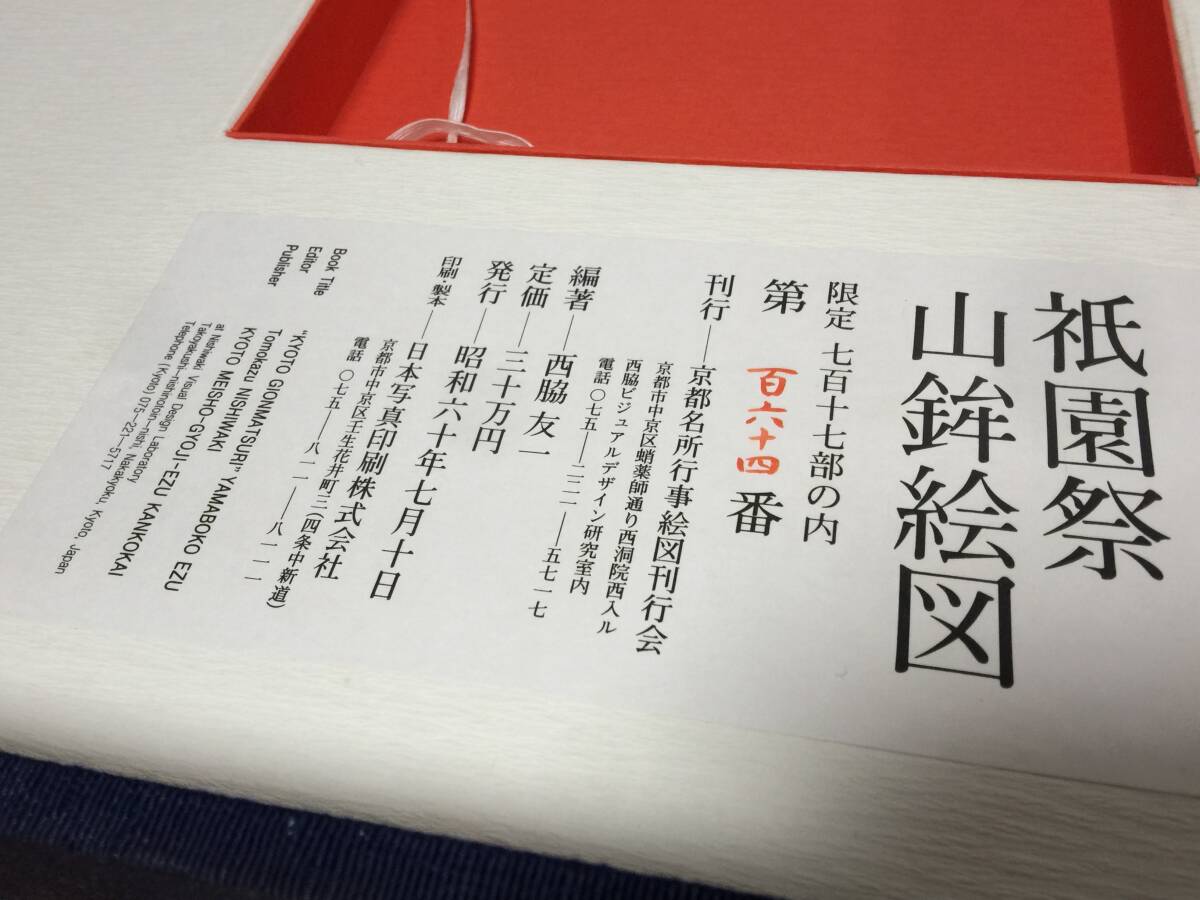 祇園祭
山鉾絵図
限定 七百十七部の内
第 百六十四 番
刊行―京都名所行事絵図刊行会
京都市中京区蛸薬師通り西洞院西入ル
西脇ビジュアルデザイン研究室内
電話〇七五―二二一―五七一七
編著―西脇友一
定価―三十万円
発行―昭和六十年七月十日
印刷・製本―日本写真印刷株式会社
京都市中京区壬生花井町三(四条中新道)
電話〇七五―八一一―八一一一
Book Title "KYOTO GIONMATSURI" YAMABOKO EZU
Editor Tomokazu NISHIWAKI
Publisher KYOTO MEISHO-GYOJI-EZU KANKOKAI
at Nishiwaki Visual Design Laboratory
Takoyakushi-nishinotoin-nishi, Nakakyoku, Kyoto, Japan
Telephone (Kyoto) 075-221-5717